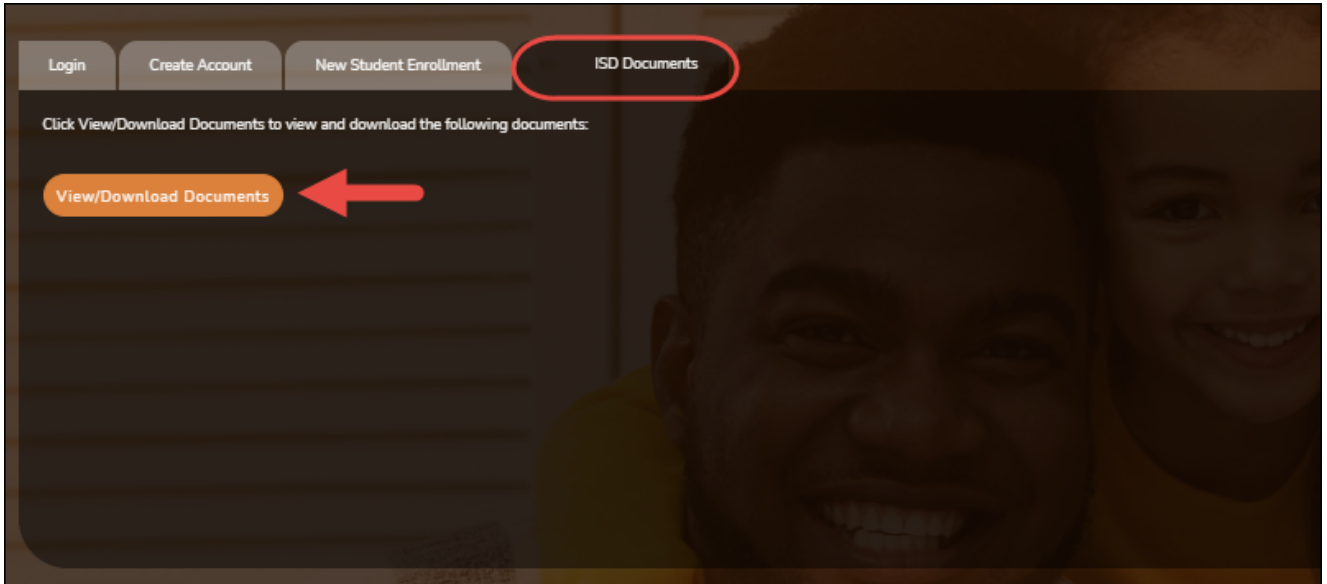 Login
Create Account
New Student Enrollment
ISD Documents
Click View/Download Documents to view and download the following documents:
View/Download Documents